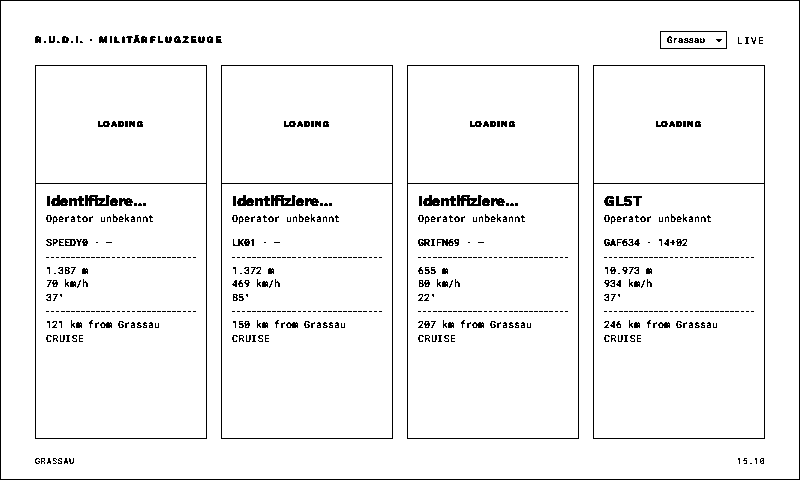 R.U.D.I. · MILITÄRFLUGZEUGE
Grassau
LIVE
LOADING
Identifiziere...
Operator unbekannt
SPEEDY0 · —
1.387 m
70 km/h
37°
121 km from Grassau
CRUISE
LOADING
Identifiziere...
Operator unbekannt
LK01 · —
1.372 m
469 km/h
85°
150 km from Grassau
CRUISE
LOADING
Identifiziere...
Operator unbekannt
GRIFN69 · —
655 m
80 km/h
22°
207 km from Grassau
CRUISE
LOADING
GL5T
Operator unbekannt
GAF634 · 14+02
10.973 m
934 km/h
37°
246 km from Grassau
CRUISE
GRASSAU
15.10